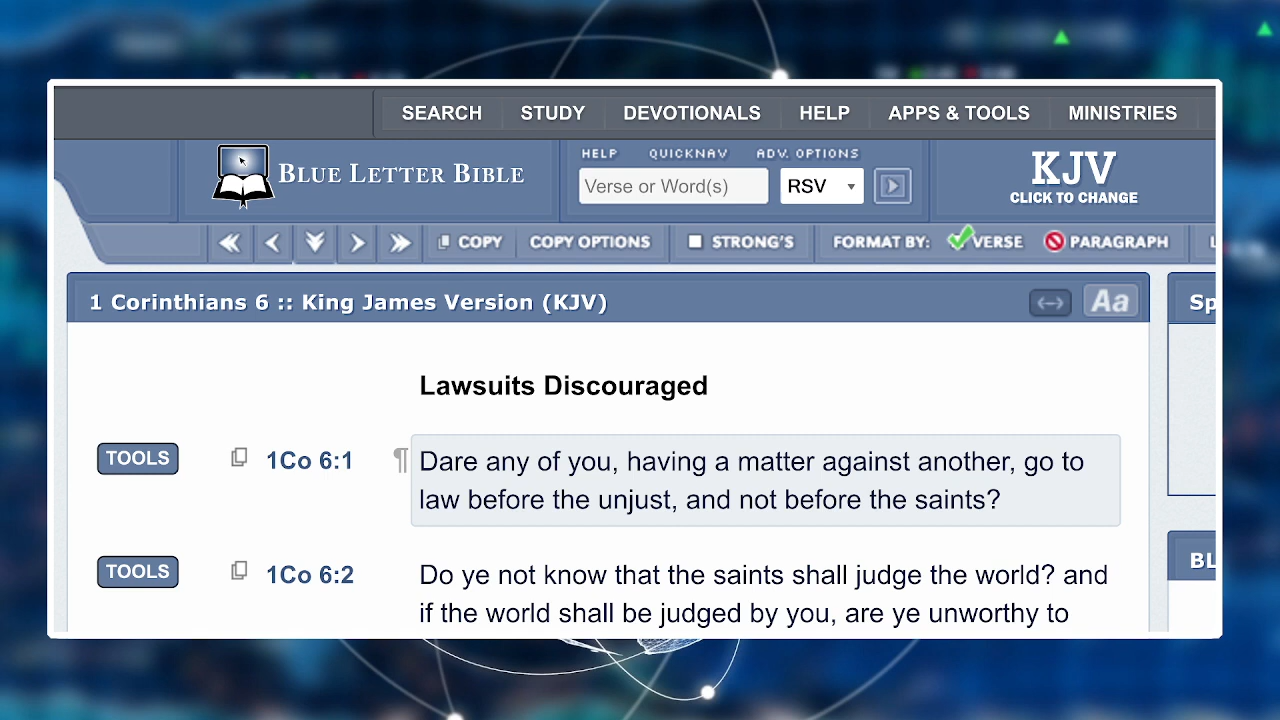 SEARCH STUDY DEVOTIONALS HELP APPS & TOOLS MINISTRIES
BLUE LETTER BIBLE
HELP QUICKNAV ADV. OPTIONS
Verse or Word(s) RSV
KJV
CLICK TO CHANGE
COPY COPY OPTIONS STRONG'S FORMAT BY: VERSE PARAGRAPH
1 Corinthians 6 :: King James Version (KJV)
Aa
Sp
Lawsuits Discouraged
TOOLS 1Co 6:1 ¶ Dare any of you, having a matter against another, go to
law before the unjust, and not before the saints?
BL
TOOLS 1Co 6:2 Do ye not know that the saints shall judge the world? and
if the world shall be judged by you, are ye unworthy to